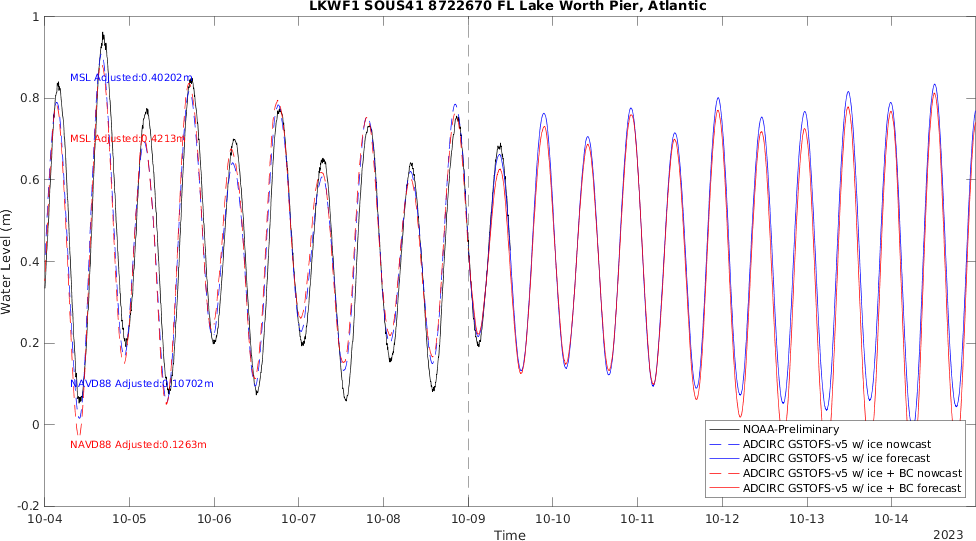 LKWF1 SOUS41 8722670 FL Lake Worth Pier, Atlantic
1
0.8
0.6
0.4
0.2
0
-0.2
Water Level (m)
MSL Adjusted:0.40202m
MSL Adjusted:0.4213m
NAVD88 Adjusted:0.10702m
NAVD88 Adjusted:0.1263m
NOAA-Preliminary
ADCIRC GSTOFS-v5 w/ ice nowcast
ADCIRC GSTOFS-v5 w/ ice forecast
ADCIRC GSTOFS-v5 w/ ice + BC nowcast
ADCIRC GSTOFS-v5 w/ ice + BC forecast
10-04 10-05 10-06 10-07 10-08 10-09 10-10 10-11 10-12 10-13 10-14
Time
2023